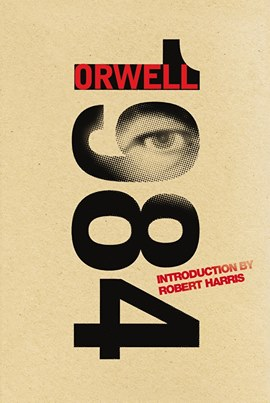 ORWELL
1984
INTRODUCTION BY
ROBERT HARRIS